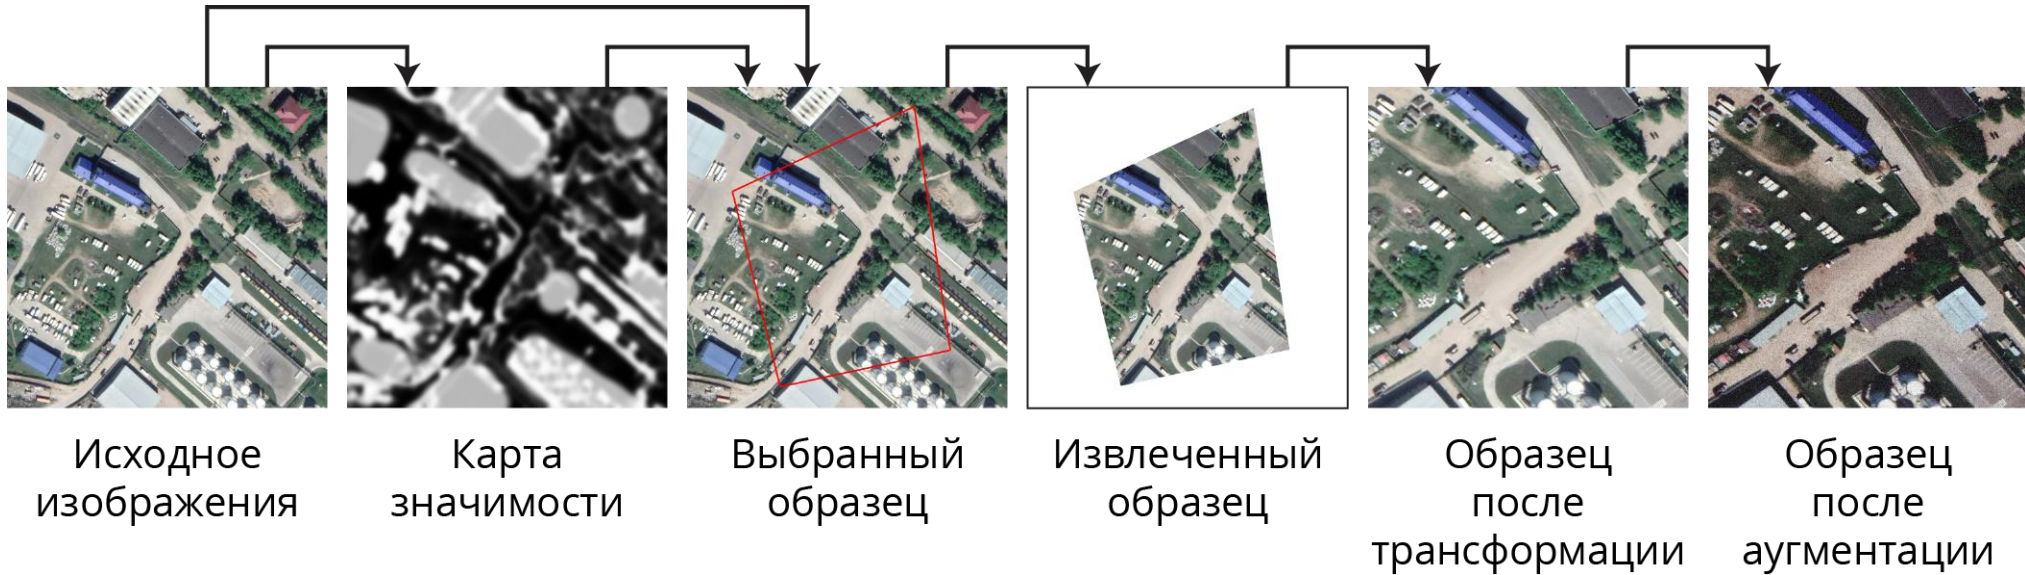 Исходное
изображения
Карта
значимости
Выбранный
образец
Извлеченный
образец
Образец
после
трансформации
Образец
после
аугментации